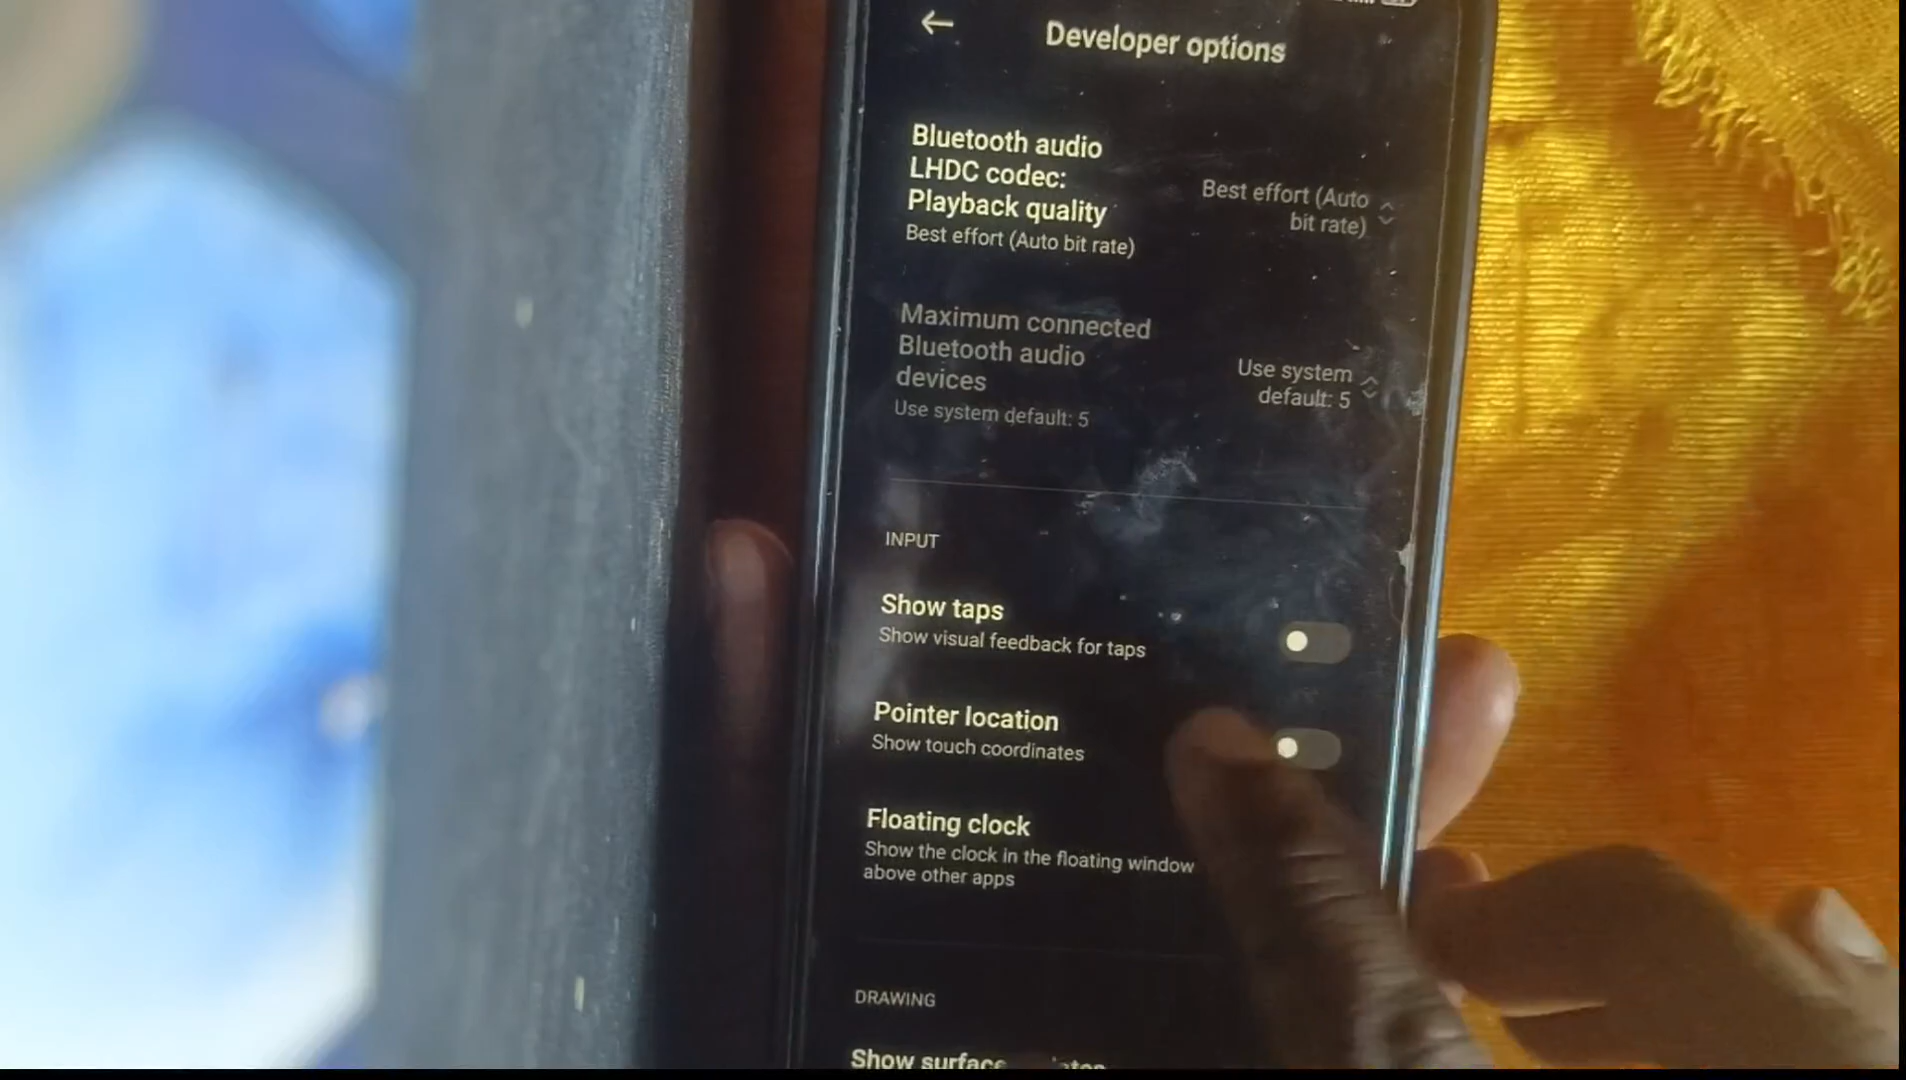 Developer options
Bluetooth audio
LHDC codec:
Playback quality
Best effort (Auto bit rate)
Best effort (Auto
bit rate)
Maximum connected
Bluetooth audio
devices
Use system default: 5
Use system
default: 5
INPUT
Show taps
Show visual feedback for taps
Pointer location
Show touch coordinates
Floating clock
Show the clock in the floating window
above other apps
DRAWING
Show surface